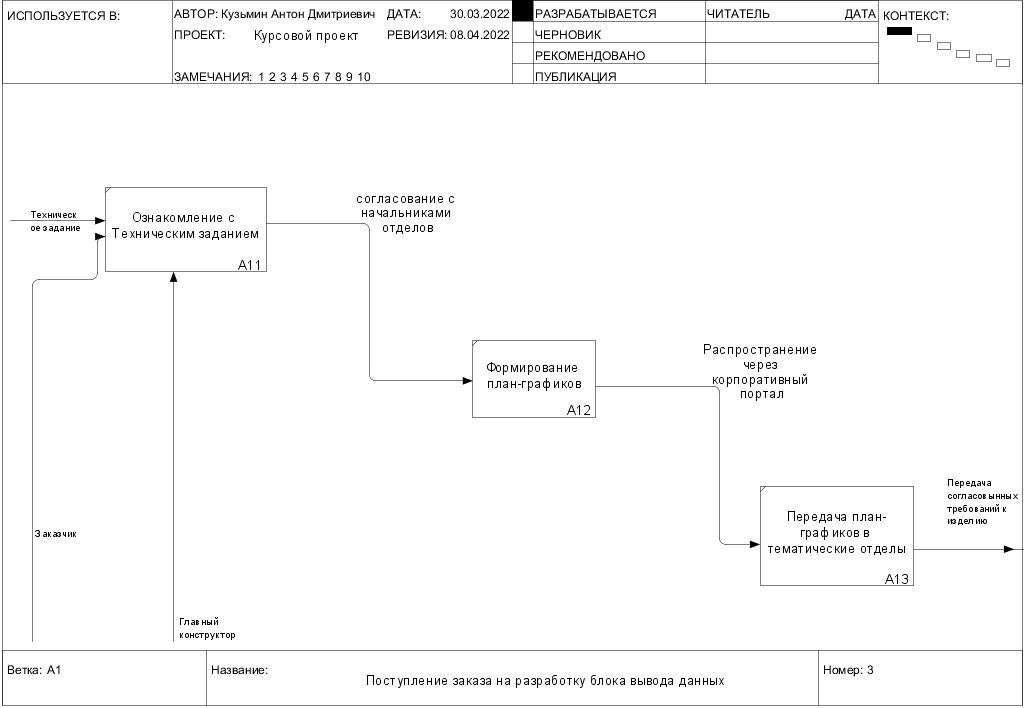 ИСПОЛЬЗУЕТСЯ В:
АВТОР: Кузьмин Антон Дмитриевич ДАТА: 30.03.2022
ПРОЕКТ: Курсовой проект РЕВИЗИЯ: 08.04.2022
ЗАМЕЧАНИЯ: 1 2 3 4 5 6 7 8 9 10
РАЗРАБАТЫВАЕТСЯ
ЧЕРНОВИК
РЕКОМЕНДОВАНО
ПУБЛИКАЦИЯ
ЧИТАТЕЛЬ ДАТА
КОНТЕКСТ:
Техническ
ое задание
Ознакомление с
Техническим заданием
A11
согласование с
начальниками
отделов
Формирование
план-графиков
A12
Распространение
через
корпоративный
портал
Передача план-
графиков в
тематические отделы
A13
Передача
согласовынных
требований к
изделию
Заказчик
Главный
конструктор
Ветка: A1
Название:
Поступление заказа на разработку блока вывода данных
Номер: 3